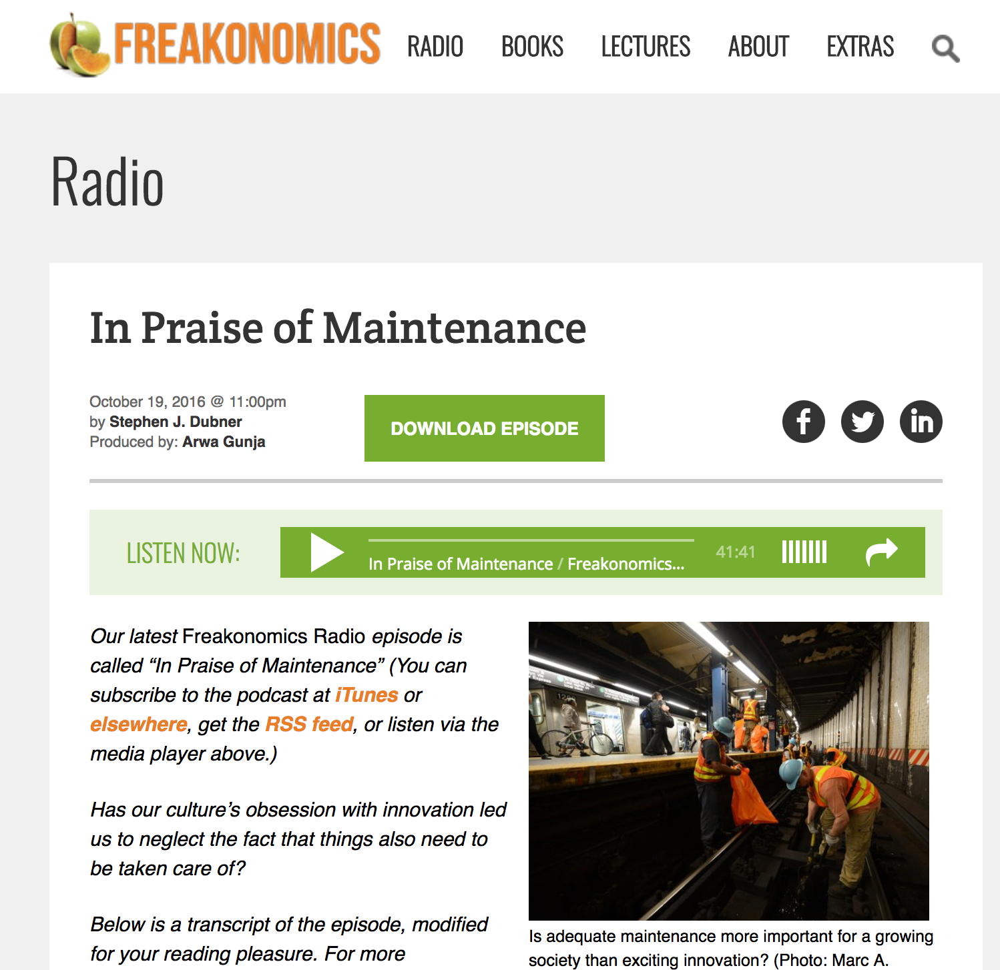 FREAKONOMICS
RADIO
BOOKS
LECTURES
ABOUT
EXTRAS
Radio
In Praise of Maintenance
October 19, 2016 @ 11:00pm
by Stephen J. Dubner
Produced by: Arwa Gunja
DOWNLOAD EPISODE
LISTEN NOW:
In Praise of Maintenance / Freakonomics...
41:41
Our latest Freakonomics Radio episode is
called “In Praise of Maintenance” (You can
subscribe to the podcast at iTunes or
elsewhere, get the RSS feed, or listen via the
media player above.)
Has our culture’s obsession with innovation led
us to neglect the fact that things also need to
be taken care of?
Below is a transcript of the episode, modified
for your reading pleasure. For more
Is adequate maintenance more important for a growing
society than exciting innovation? (Photo: Marc A.